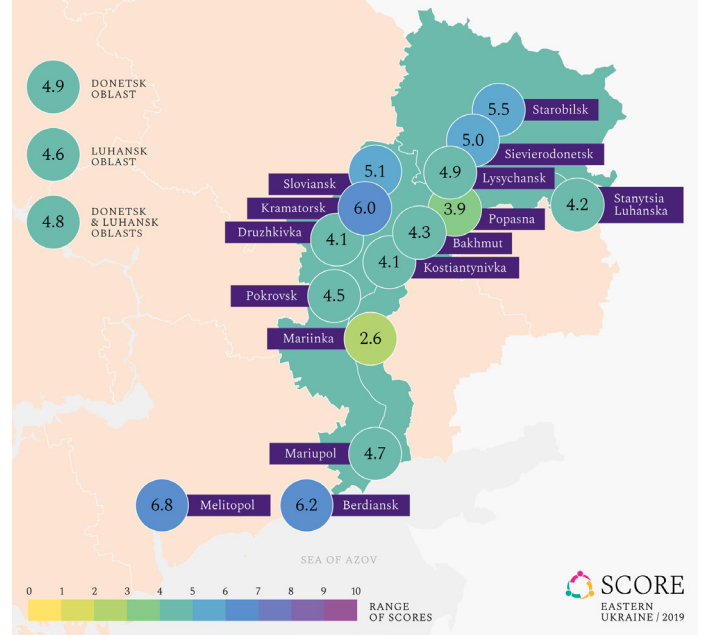 4.9
DONETSK
OBLAST
4.6
LUHANSK
OBLAST
4.8
DONETSK
& LUHANSK
OBLASTS
5.5
Starobilsk
5.0
Sievierodonetsk
5.1
Sloviansk
4.9
Lysychansk
4.2
Stanytsia
Luhanska
6.0
Kramatorsk
3.9
Popasna
4.1
Druzhkivka
4.3
Bakhmut
4.1
Kostiantynivka
4.5
Pokrovsk
2.6
Mariinka
4.7
Mariupol
6.8
Melitopol
6.2
Berdiansk
SEA OF AZOV
0 1 2 3 4 5 6 7 8 9 10
RANGE
OF SCORES
SCORE
EASTERN
UKRAINE / 2019